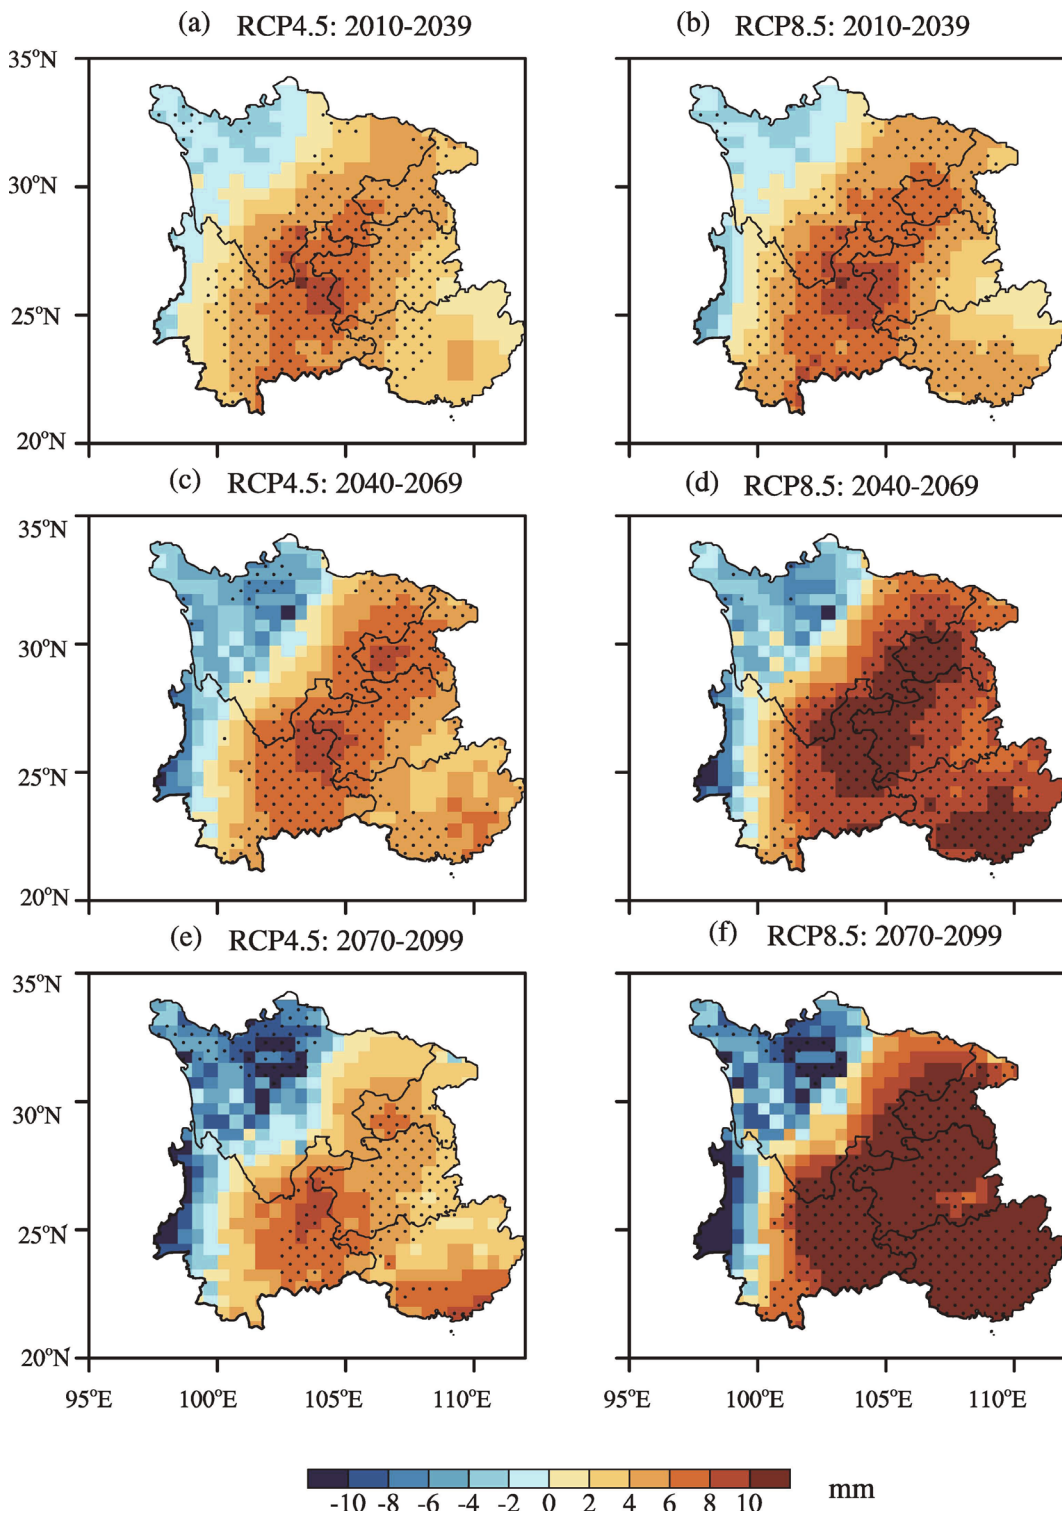 (a) RCP4.5: 2010-2039 (b) RCP8.5: 2010-2039
35°N
30°N
25°N
20°N
(c) RCP4.5: 2040-2069 (d) RCP8.5: 2040-2069
35°N
30°N
25°N
20°N
(e) RCP4.5: 2070-2099 (f) RCP8.5: 2070-2099
35°N
30°N
25°N
20°N
95°E 100°E 105°E 110°E 95°E 100°E 105°E 110°E
-10 -8 -6 -4 -2 0 2 4 6 8 10 mm